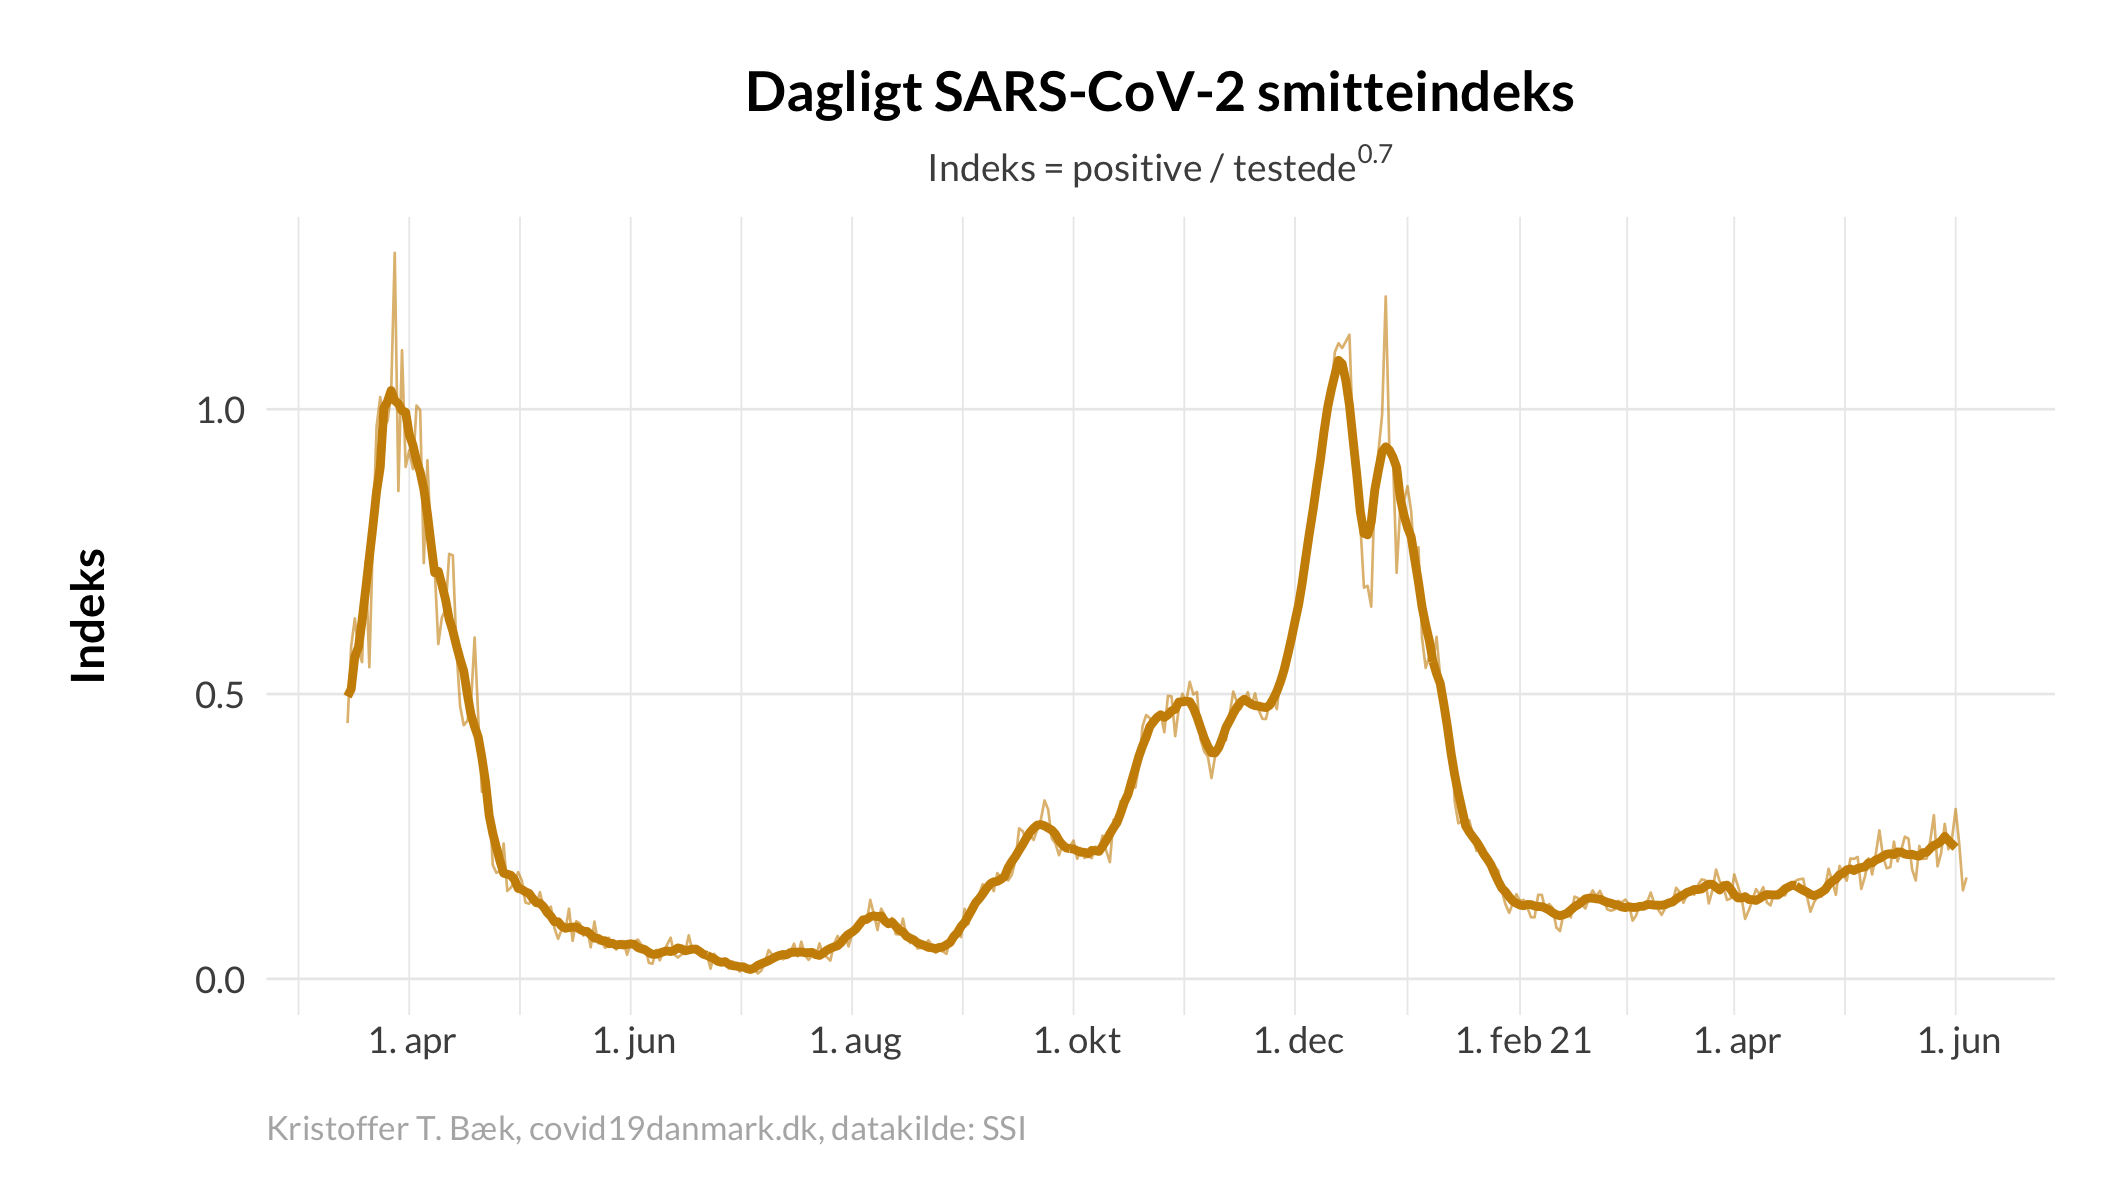 Dagligt SARS-CoV-2 smitteindeks
Indeks = positive / testede^0.7
Indeks
1.0
0.5
0.0
1. apr 1. jun 1. aug 1. okt 1. dec 1. feb 21 1. apr 1. jun
Kristoffer T. Bæk, covid19danmark.dk, datakilde: SSI